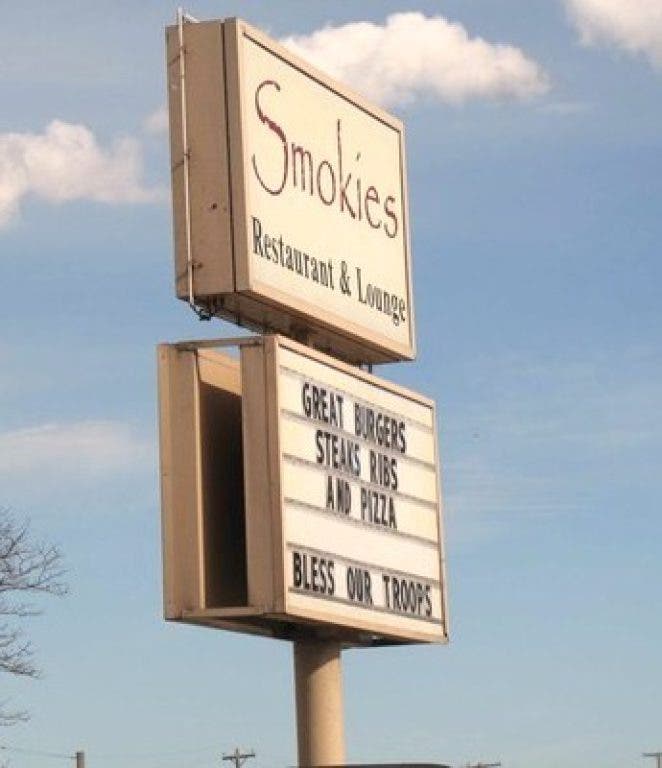 Smokies
Restaurant & Lounge
GREAT BURGERS
STEAKS RIBS
AND PIZZA
BLESS OUR TROOPS